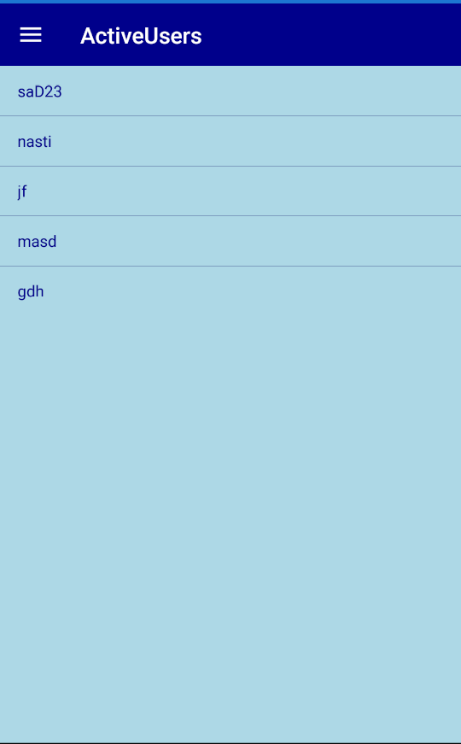 ActiveUsers
saD23
nasti
jf
masd
gdh